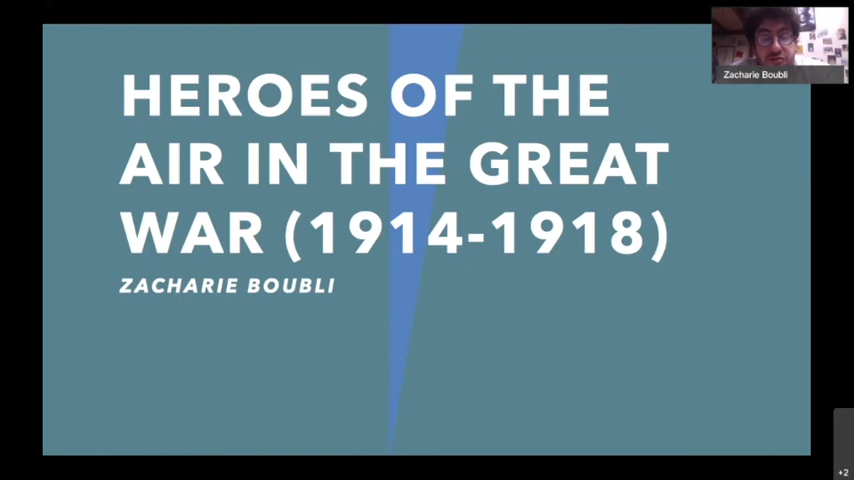 HEROES OF THE
AIR IN THE GREAT
WAR (1914-1918)
ZACHARIE BOUBLI
Zacharie Boubli
+2